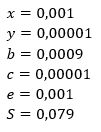 x = 0,001
y = 0,00001
b = 0,0009
c = 0,00001
e = 0,001
S = 0,079